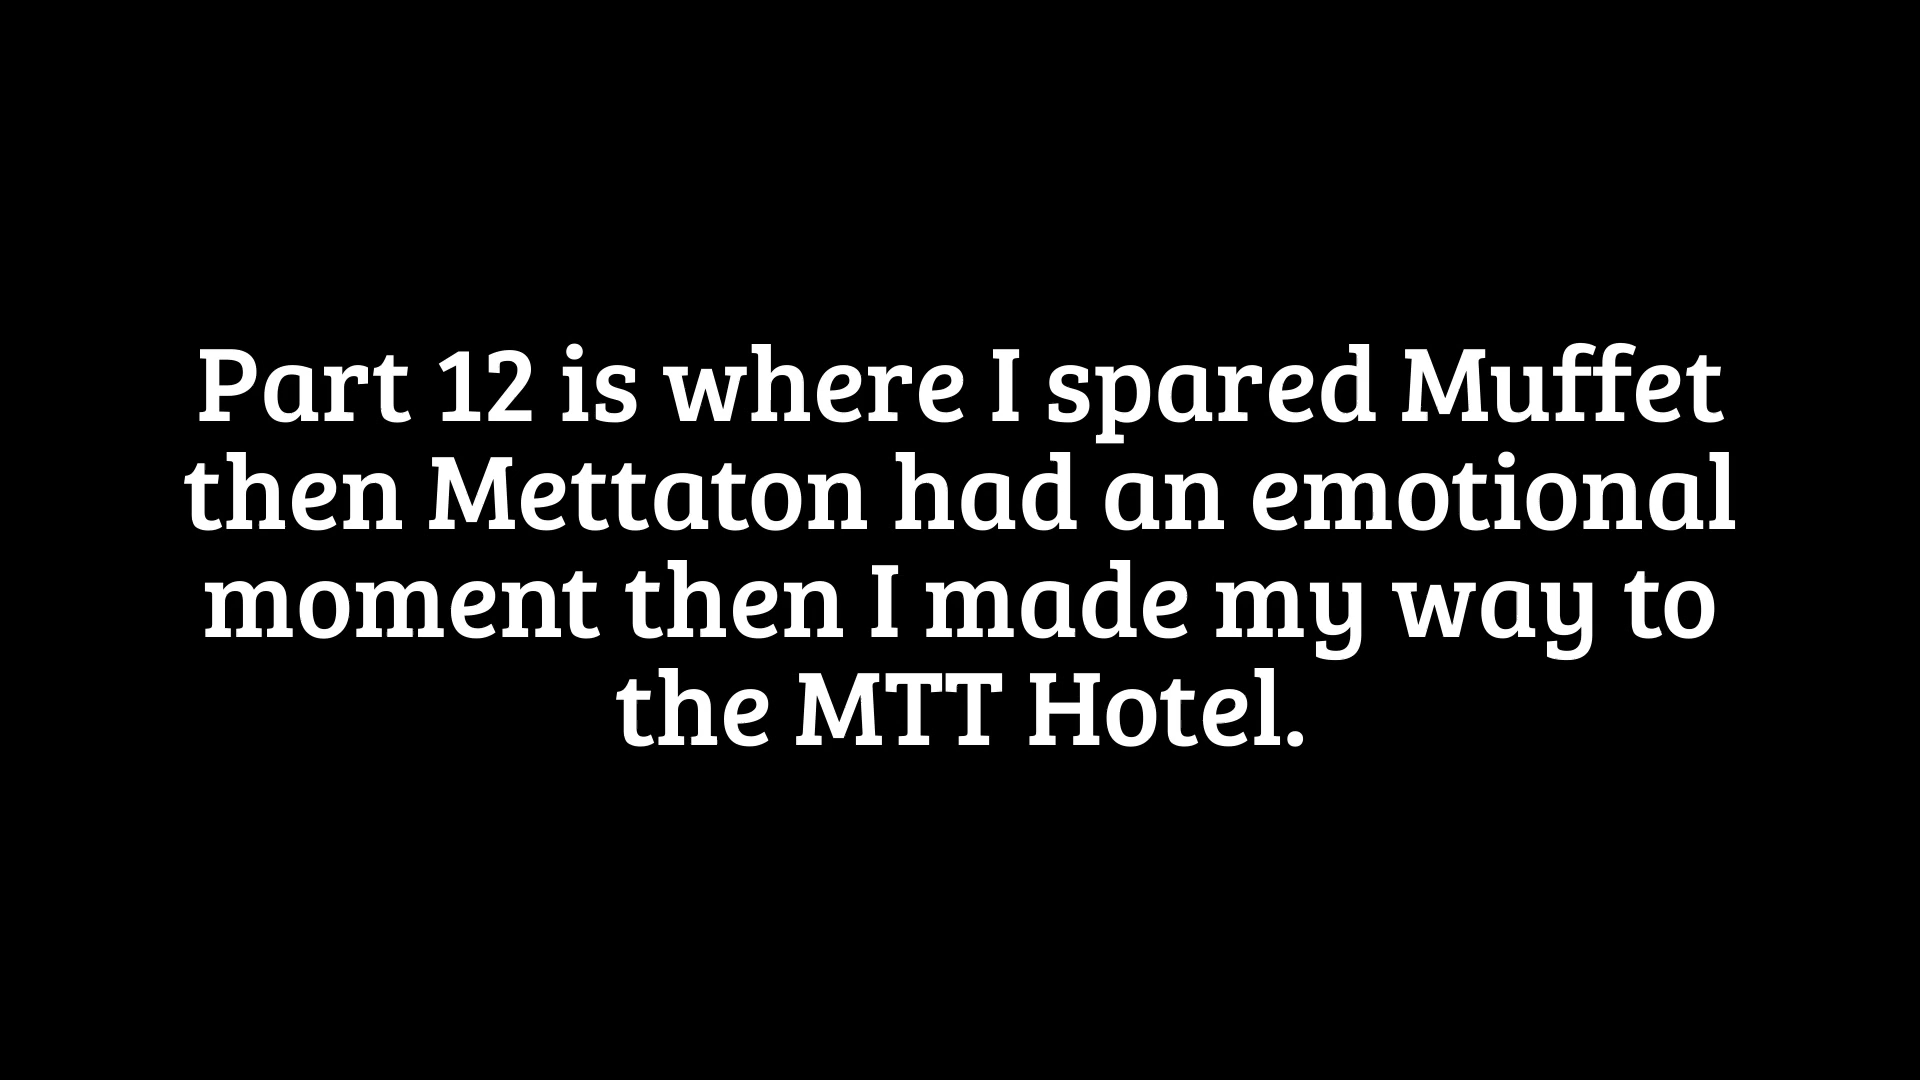 Part 12 is where I spared Muffet
then Mettaton had an emotional
moment then I made my way to
the MTT Hotel.